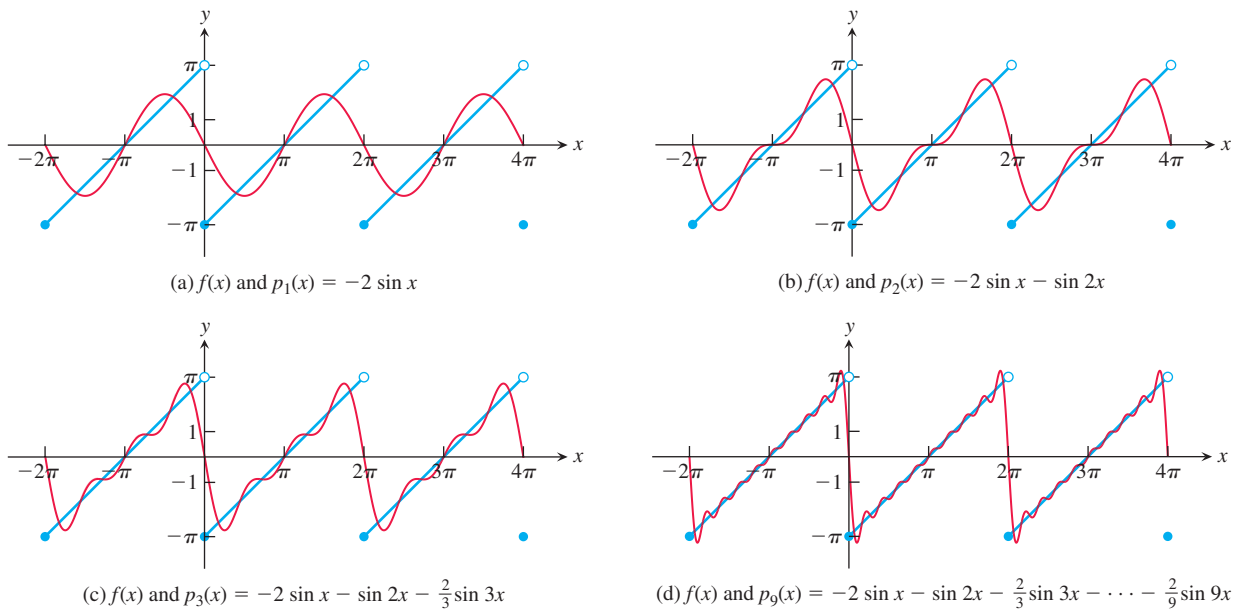 y
π
1
−2π −π π 2π 3π 4π x
−1
−π
(a) f(x) and p₁(x) = −2 sin x
y
π
1
−2π −π π 2π 3π 4π x
−1
−π
(b) f(x) and p₂(x) = −2 sin x − sin 2x
y
π
1
−2π −π π 2π 3π 4π x
−1
−π
(c) f(x) and p₃(x) = −2 sin x − sin 2x − 2/3 sin 3x
y
π
1
−2π −π π 2π 3π 4π x
−1
−π
(d) f(x) and p₉(x) = −2 sin x − sin 2x − 2/3 sin 3x − · · · − 2/9 sin 9x